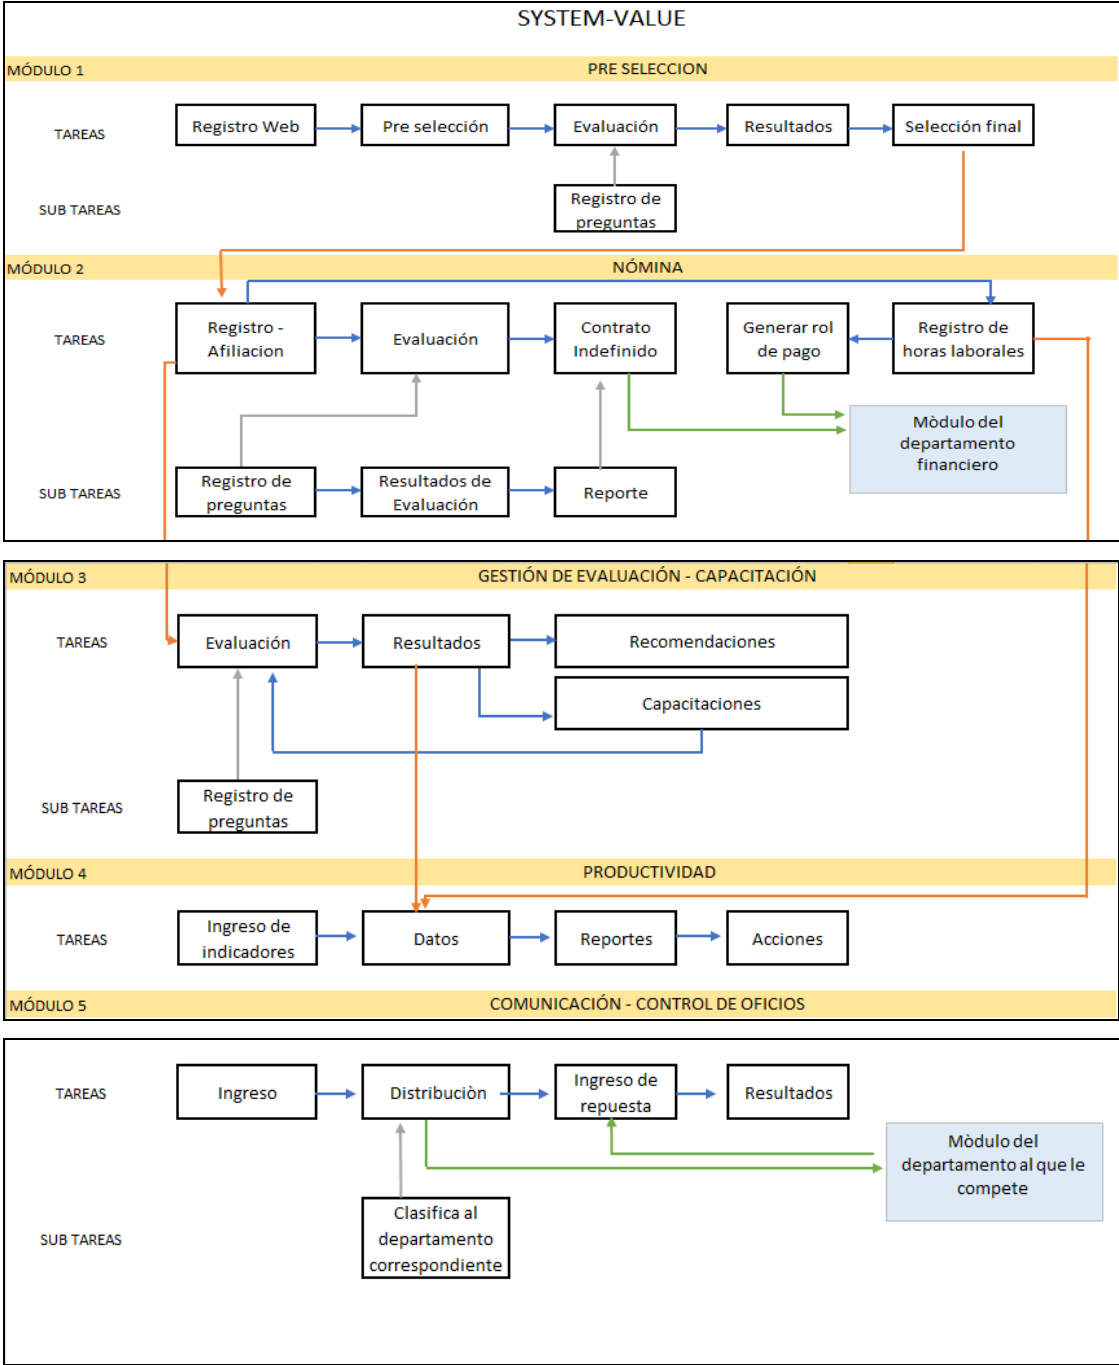 SYSTEM-VALUE
MÓDULO 1
PRE SELECCION
TAREAS
Registro Web
Pre selección
Evaluación
Resultados
Selección final
SUB TAREAS
Registro de
preguntas
MÓDULO 2
NÓMINA
TAREAS
Registro -
Afiliacion
Evaluación
Contrato
Indefinido
Generar rol
de pago
Registro de
horas laborales
Mòdulo del
departamento
financiero
SUB TAREAS
Registro de
preguntas
Resultados de
Evaluación
Reporte
MÓDULO 3
GESTIÓN DE EVALUACIÓN - CAPACITACIÓN
TAREAS
Evaluación
Resultados
Recomendaciones
Capacitaciones
SUB TAREAS
Registro de
preguntas
MÓDULO 4
PRODUCTIVIDAD
TAREAS
Ingreso de
indicadores
Datos
Reportes
Acciones
MÓDULO 5
COMUNICACIÓN - CONTROL DE OFICIOS
TAREAS
Ingreso
Distribuciòn
Ingreso de
repuesta
Resultados
Mòdulo del
departamento al que le
compete
SUB TAREAS
Clasifica al
departamento
correspondiente